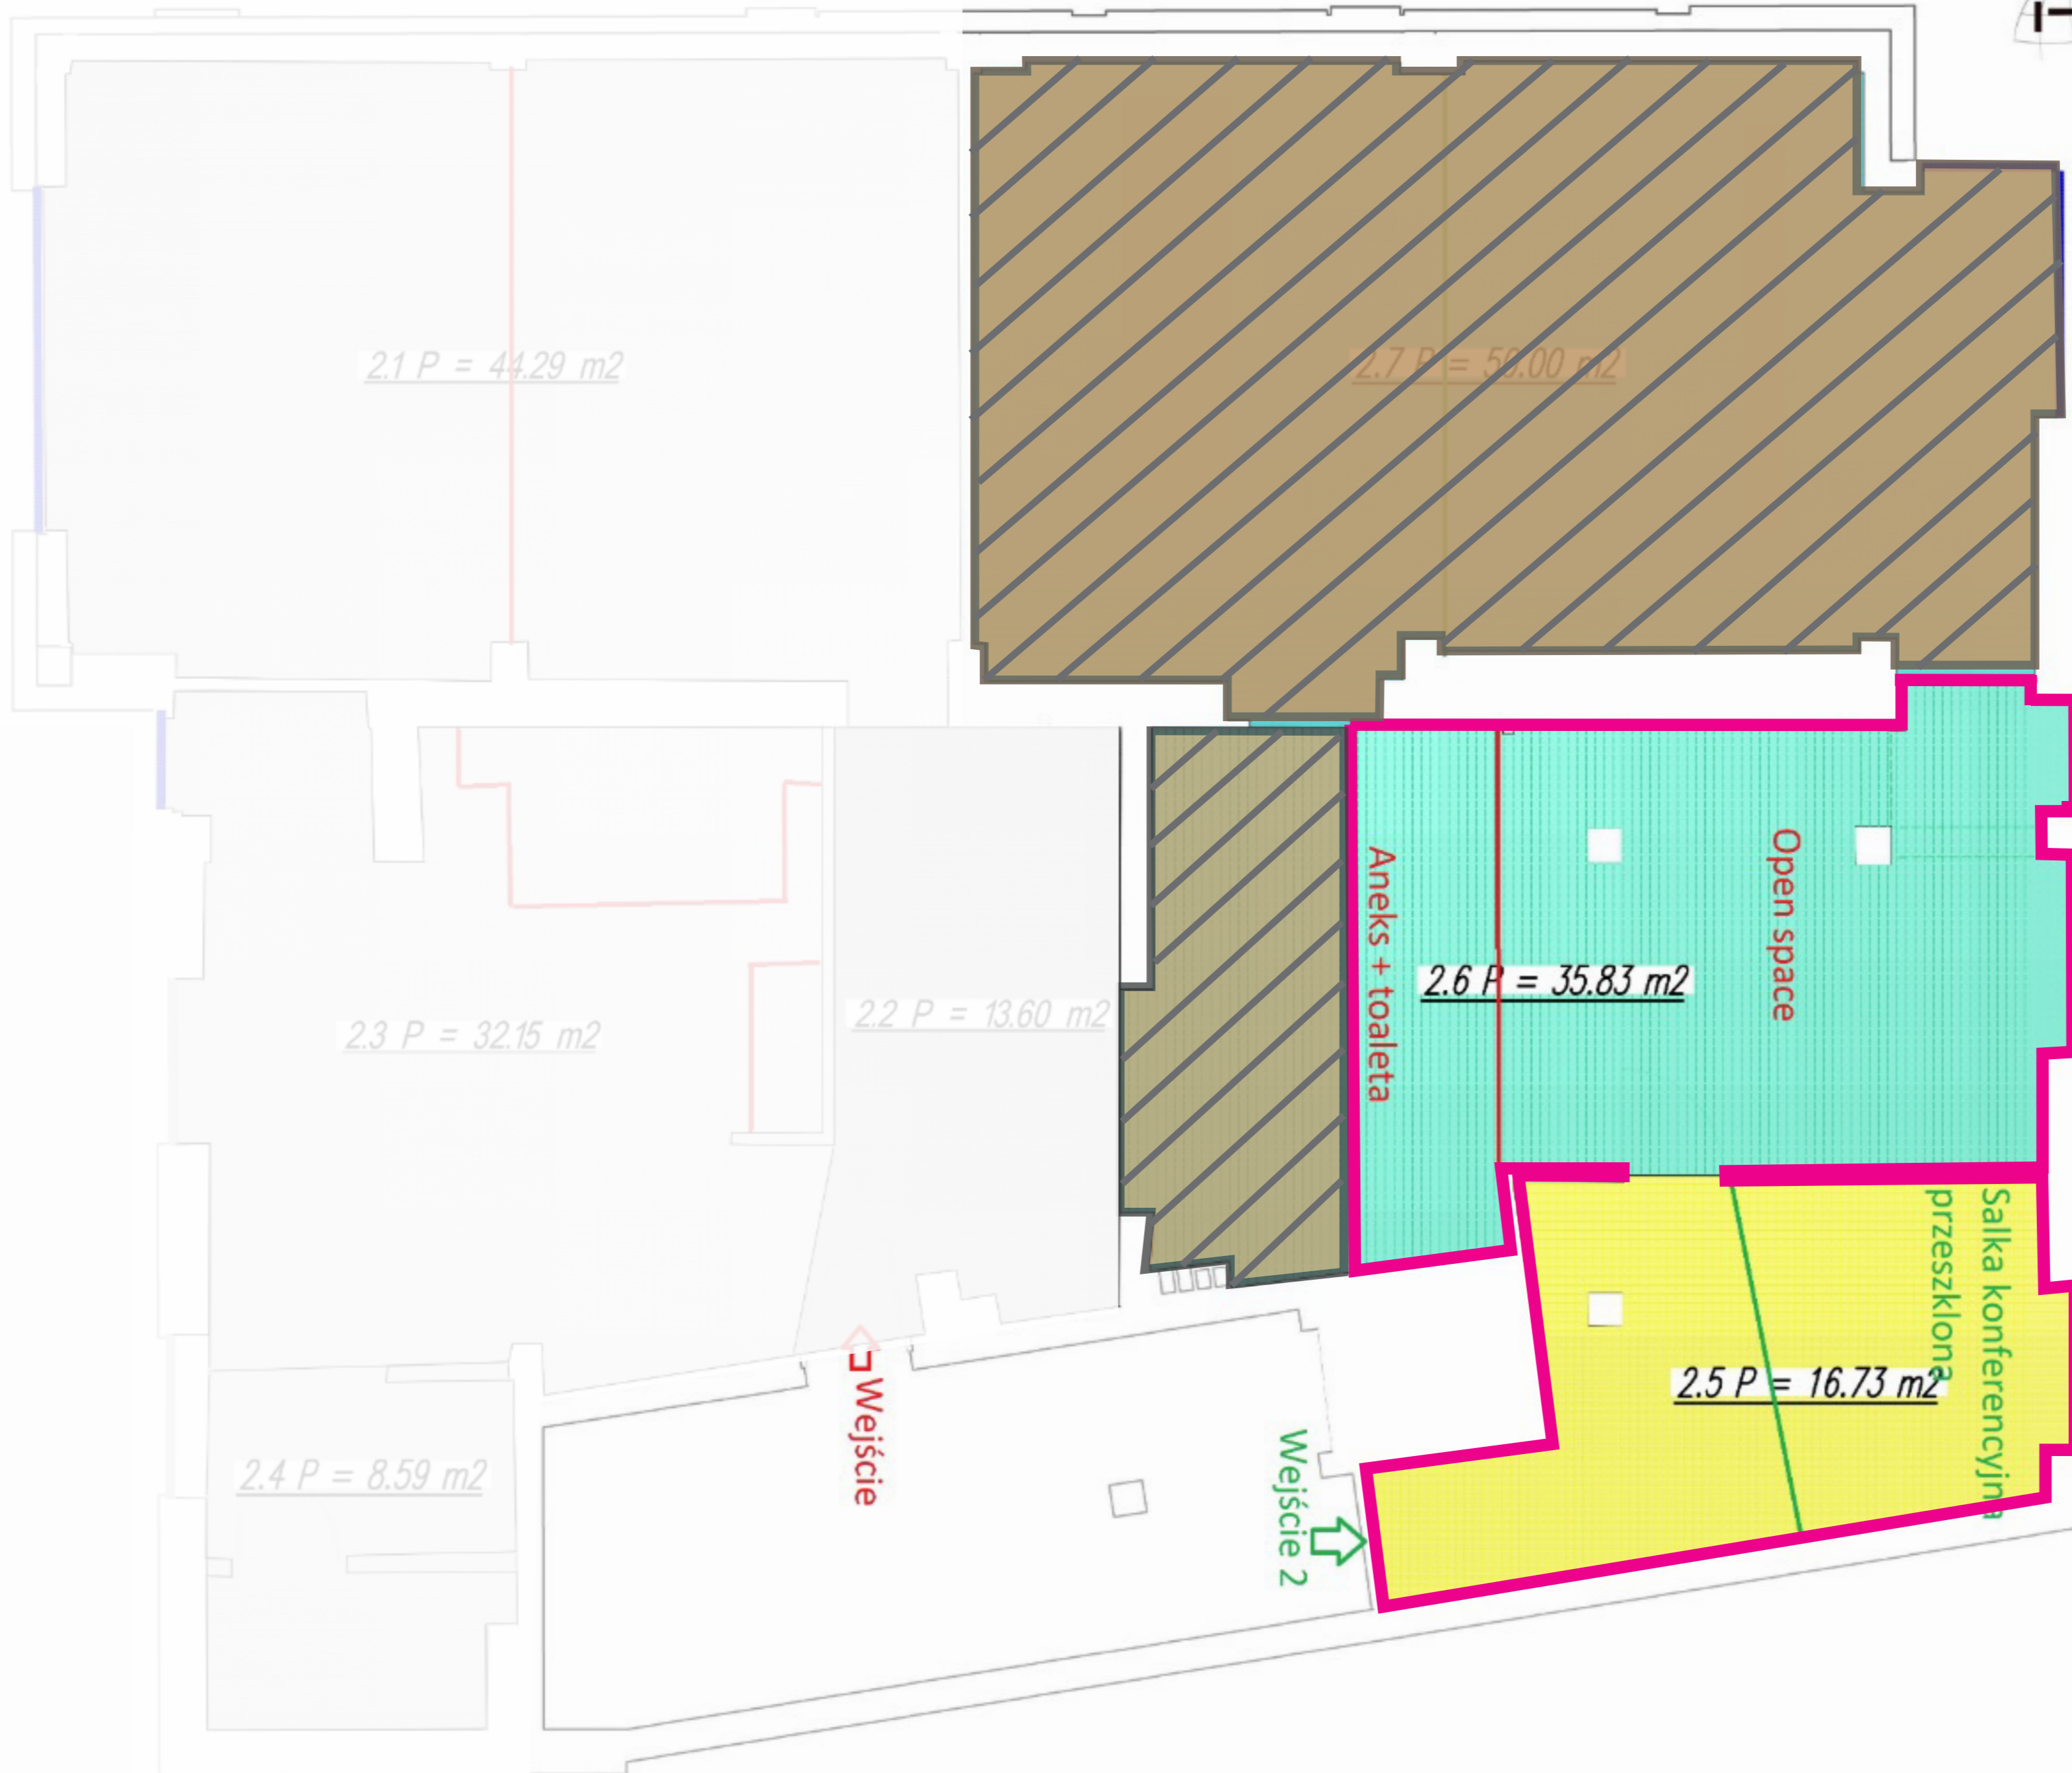 2.1 P = 44.29 m2
2.7 P = 50.00 m2
Aneks + toaleta
Open space
2.6 P = 35.83 m2
2.2 P = 13.60 m2
2.3 P = 32.15 m2
Salka konferencyjna
przeszklona
2.5 P = 16.73 m2
Wejście
Wejście 2
2.4 P = 8.59 m2